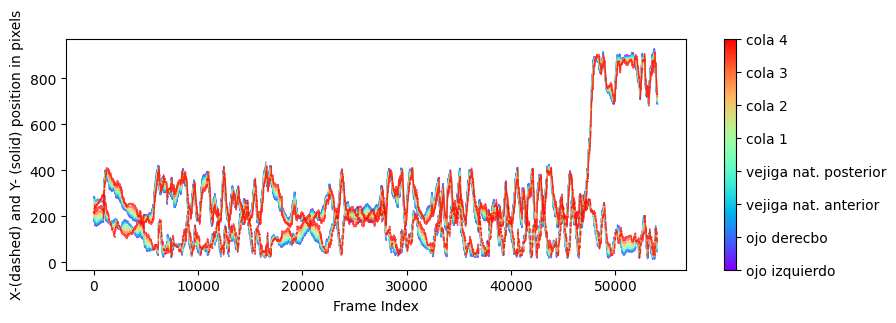 X-(dashed) and Y- (solid) position in pixels
800
600
400
200
0
0
10000
20000
30000
40000
50000
Frame Index
cola 4
cola 3
cola 2
cola 1
vejiga nat. posterior
vejiga nat. anterior
ojo derecbo
ojo izquierdo